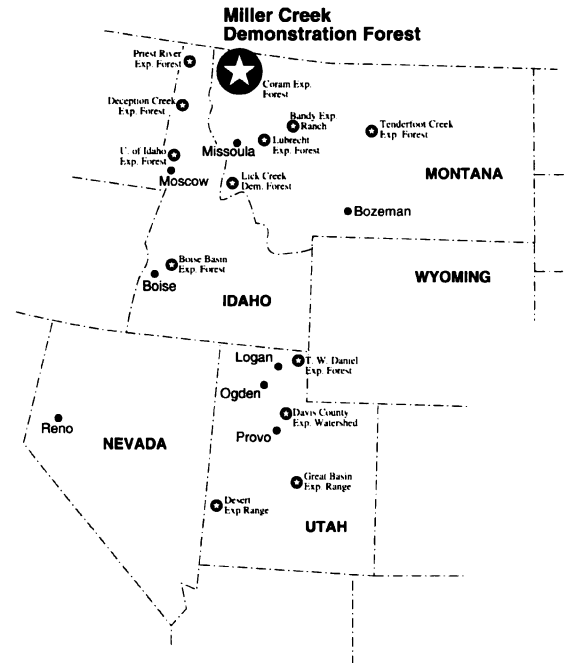 Miller Creek
Demonstration Forest
Priest River
Exp. Forest
Coram Exp.
Forest
Deception Creek
Exp. Forest
Bandy Exp.
Ranch
Tenderfoot Creek
Exp. Forest
U. of Idaho
Exp. Forest
Missoula
Lubrecht
Exp. Forest
Moscow
Lick Creek
Dem. Forest
MONTANA
Bozeman
Boise Basin
Exp. Forest
Boise
IDAHO
WYOMING
Logan
T. W. Daniel
Exp. Forest
Ogden
Davis County
Exp. Watershed
Reno
Provo
NEVADA
Great Basin
Exp. Range
Desert
Exp Range
UTAH